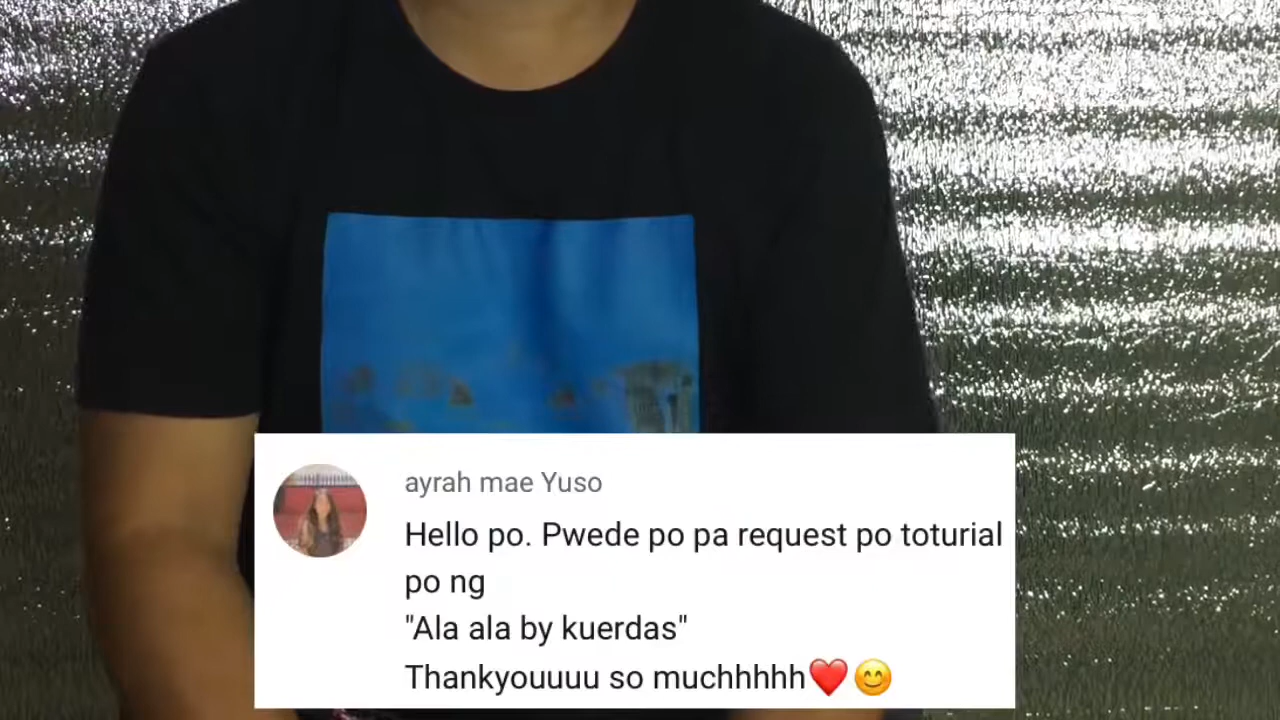 ayrah mae Yuso
Hello po. Pwede po pa request po toturial
po ng
"Ala ala by kuerdas"
Thankyouuuu so muchhhhh❤️😊